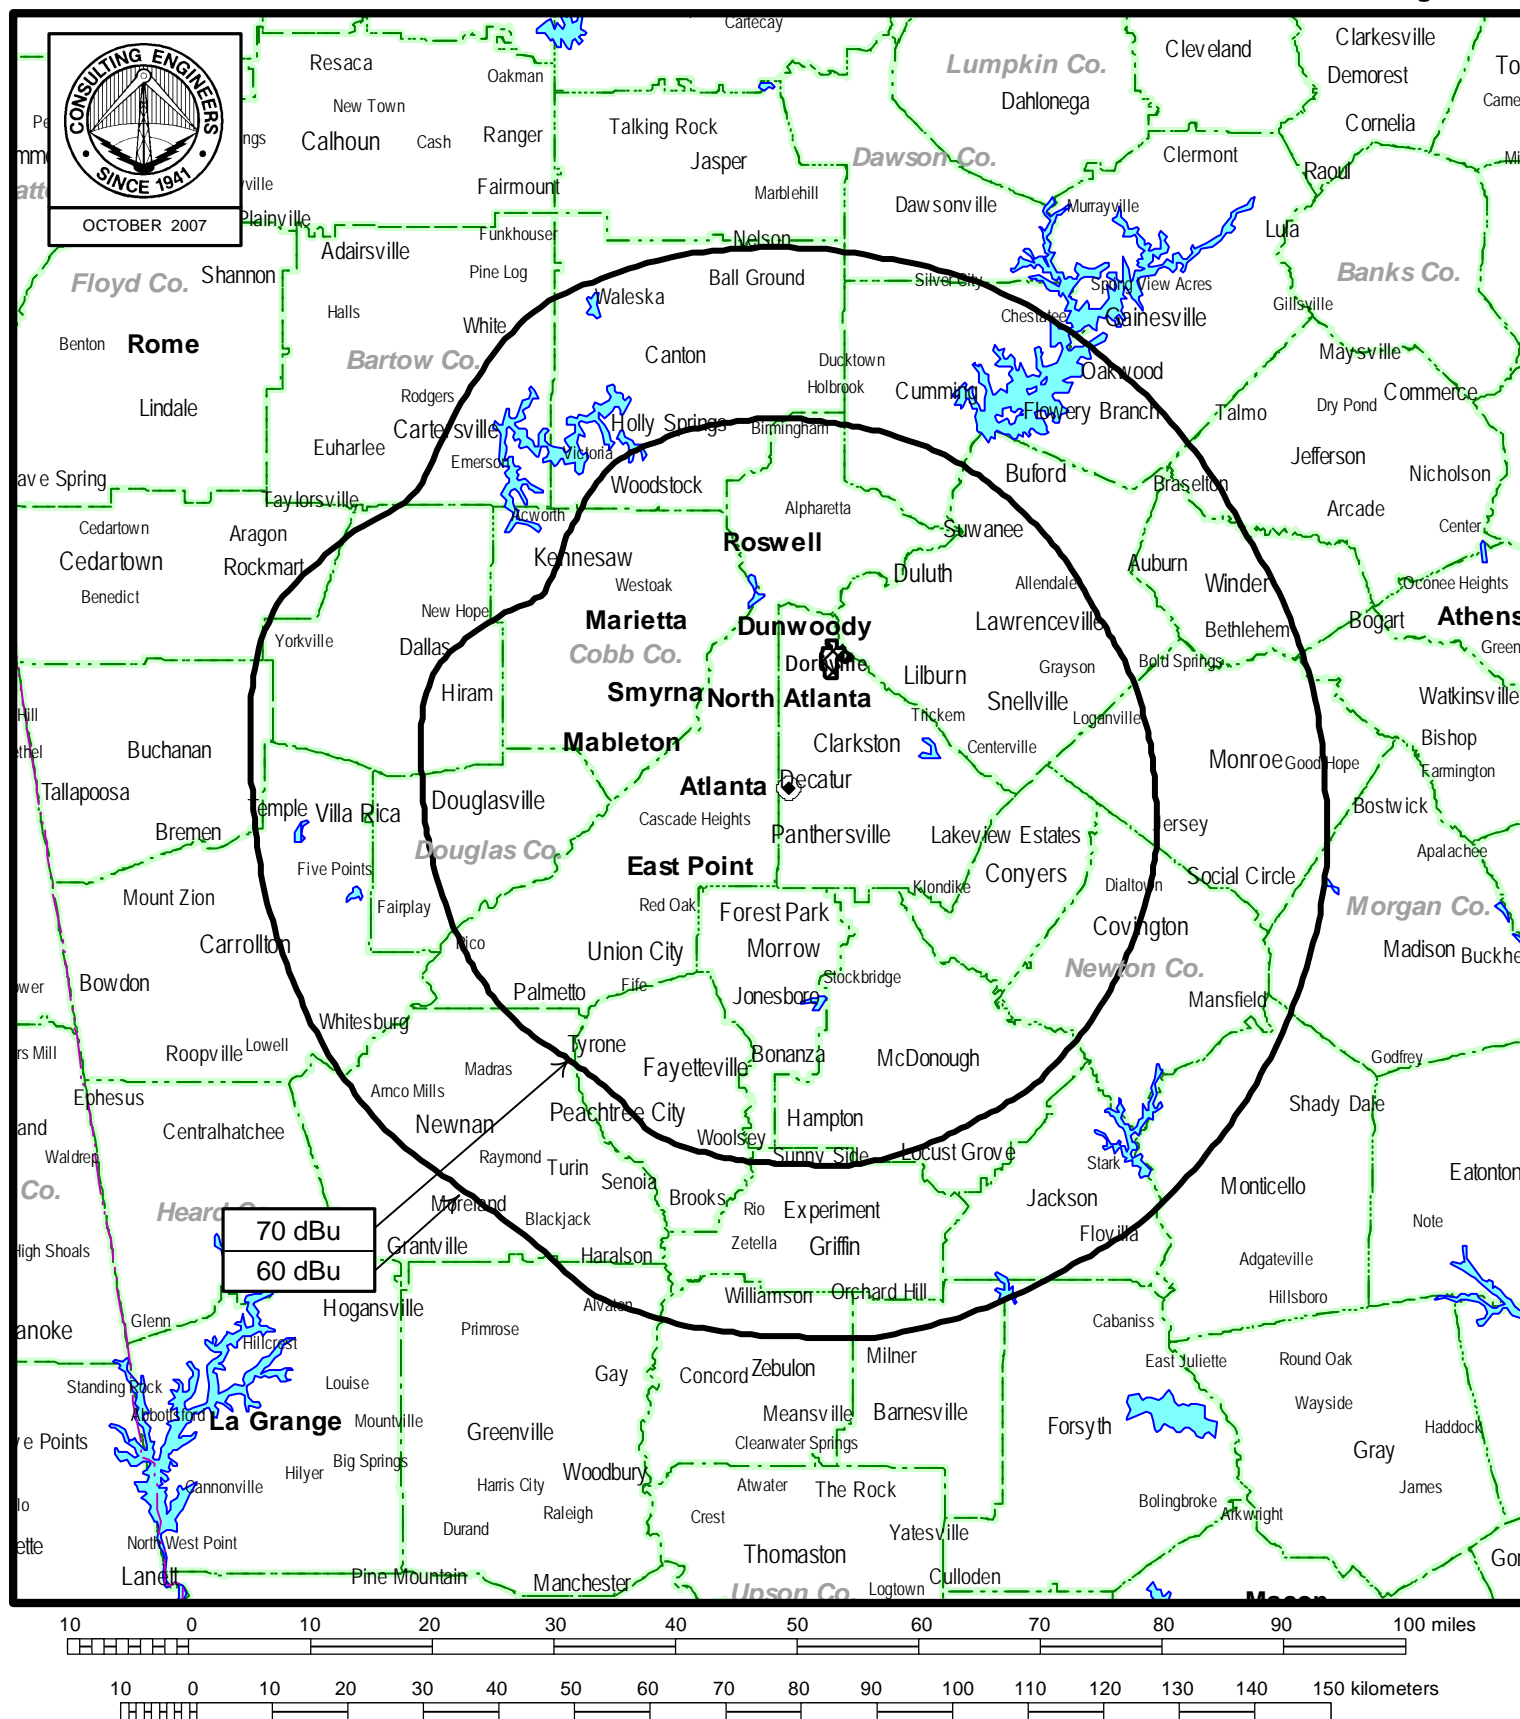 Cartecay
CONSULTING ENGINEERS
SINCE 1941
OCTOBER 2007
Resaca
Oakman
Lumpkin Co.
Cleveland
Clarkesville
Demorest
Dahlonega
New Town
Calhoun
Cash
Ranger
Talking Rock
Cornelia
Jasper
Dawson Co.
Clermont
Raoul
Fairmount
Marblehill
Dawsonville
Murrayville
Plainville
Funkhouser
Nelson
Lula
Adairsville
Floyd Co.
Shannon
Pine Log
Ball Ground
Silver City
Spring View Acres
Banks Co.
Waleska
Halls
White
Chestatee
Gainesville
Gillsville
Benton
Rome
Bartow Co.
Canton
Ducktown
Maysville
Holbrook
Cumming
Oakwood
Rodgers
Commerce
Lindale
Flowery Branch
Talmo
Dry Pond
Cartersville
Holly Springs
Birmingham
Euharlee
Emerson
Victoria
Jefferson
ave Spring
Woodstock
Buford
Braselton
Nicholson
Taylorsville
Acworth
Alpharetta
Arcade
Cedartown
Aragon
Suwanee
Center
Roswell
Cedartown
Rockmart
Kennesaw
Duluth
Auburn
Winder
Benedict
Westoak
Allendale
Oconee Heights
New Hope
Marietta
Dunwoody
Lawrenceville
Bethlehem
Bogart
Athens
Yorkville
Dallas
Cobb Co.
Doraville
Lilburn
Grayson
Bold Springs
Green
Hiram
Smyrna
North Atlanta
Snellville
Watkinsville
Hill
Trickem
Loganville
Buchanan
Mableton
Clarkston
Centerville
Monroe
Good Hope
Bishop
Farmington
Tallapoosa
Atlanta
Decatur
Temple
Villa Rica
Douglasville
Cascade Heights
Bostwick
Bremen
Panthersville
Lakeview Estates
Jersey
Douglas Co.
Apalachee
Five Points
East Point
Conyers
Social Circle
Klondike
Dialtown
Mount Zion
Fairplay
Red Oak
Forest Park
Morgan Co.
Carrollton
Rico
Union City
Morrow
Covington
Madison
Buckhe
Bowdon
Palmetto
Fife
Stockbridge
Newton Co.
Jonesboro
Mansfield
Whitesburg
Roopville
Lowell
Tyrone
Fayetteville
Bonanza
McDonough
Godfrey
rs Mill
Madras
Ephesus
Amco Mills
Peachtree City
Hampton
Shady Dale
and
Centralhatchee
Newnan
Woolsey
Sunny Side
Locust Grove
Waldrep
Raymond
Turin
Stark
Eatonton
Co.
Senoia
Brooks
Jackson
Monticello
Heard
Moreland
Blackjack
Rio
Experiment
Note
70 dBu
Zetella
Griffin
Flovilla
High Shoals
Grantville
Haralson
Adgateville
60 dBu
Williamson
Orchard Hill
Hillsboro
Hogansville
Alvaton
Cabaniss
Glenn
Primrose
anoke
Hillcrest
Milner
East Juliette
Round Oak
Gay
Concord
Zebulon
Standing Rock
Louise
Wayside
Abbottsford
La Grange
Mountville
Meansville
Barnesville
Forsyth
Haddock
ve Points
Greenville
Clearwater Springs
Gray
Big Springs
Hilyer
Woodbury
Cannonville
Harris City
Atwater
The Rock
James
lo
Raleigh
Crest
Bolingbroke
Arkwright
Durand
Yatesville
ette
North West Point
Thomaston
Lanett
Pine Mountain
Manchester
Culloden
Upson Co.
Logtown
Macon
10 0 10 20 30 40 50 60 70 80 90 100 miles
10 0 10 20 30 40 50 60 70 80 90 100 110 120 130 140 150 kilometers